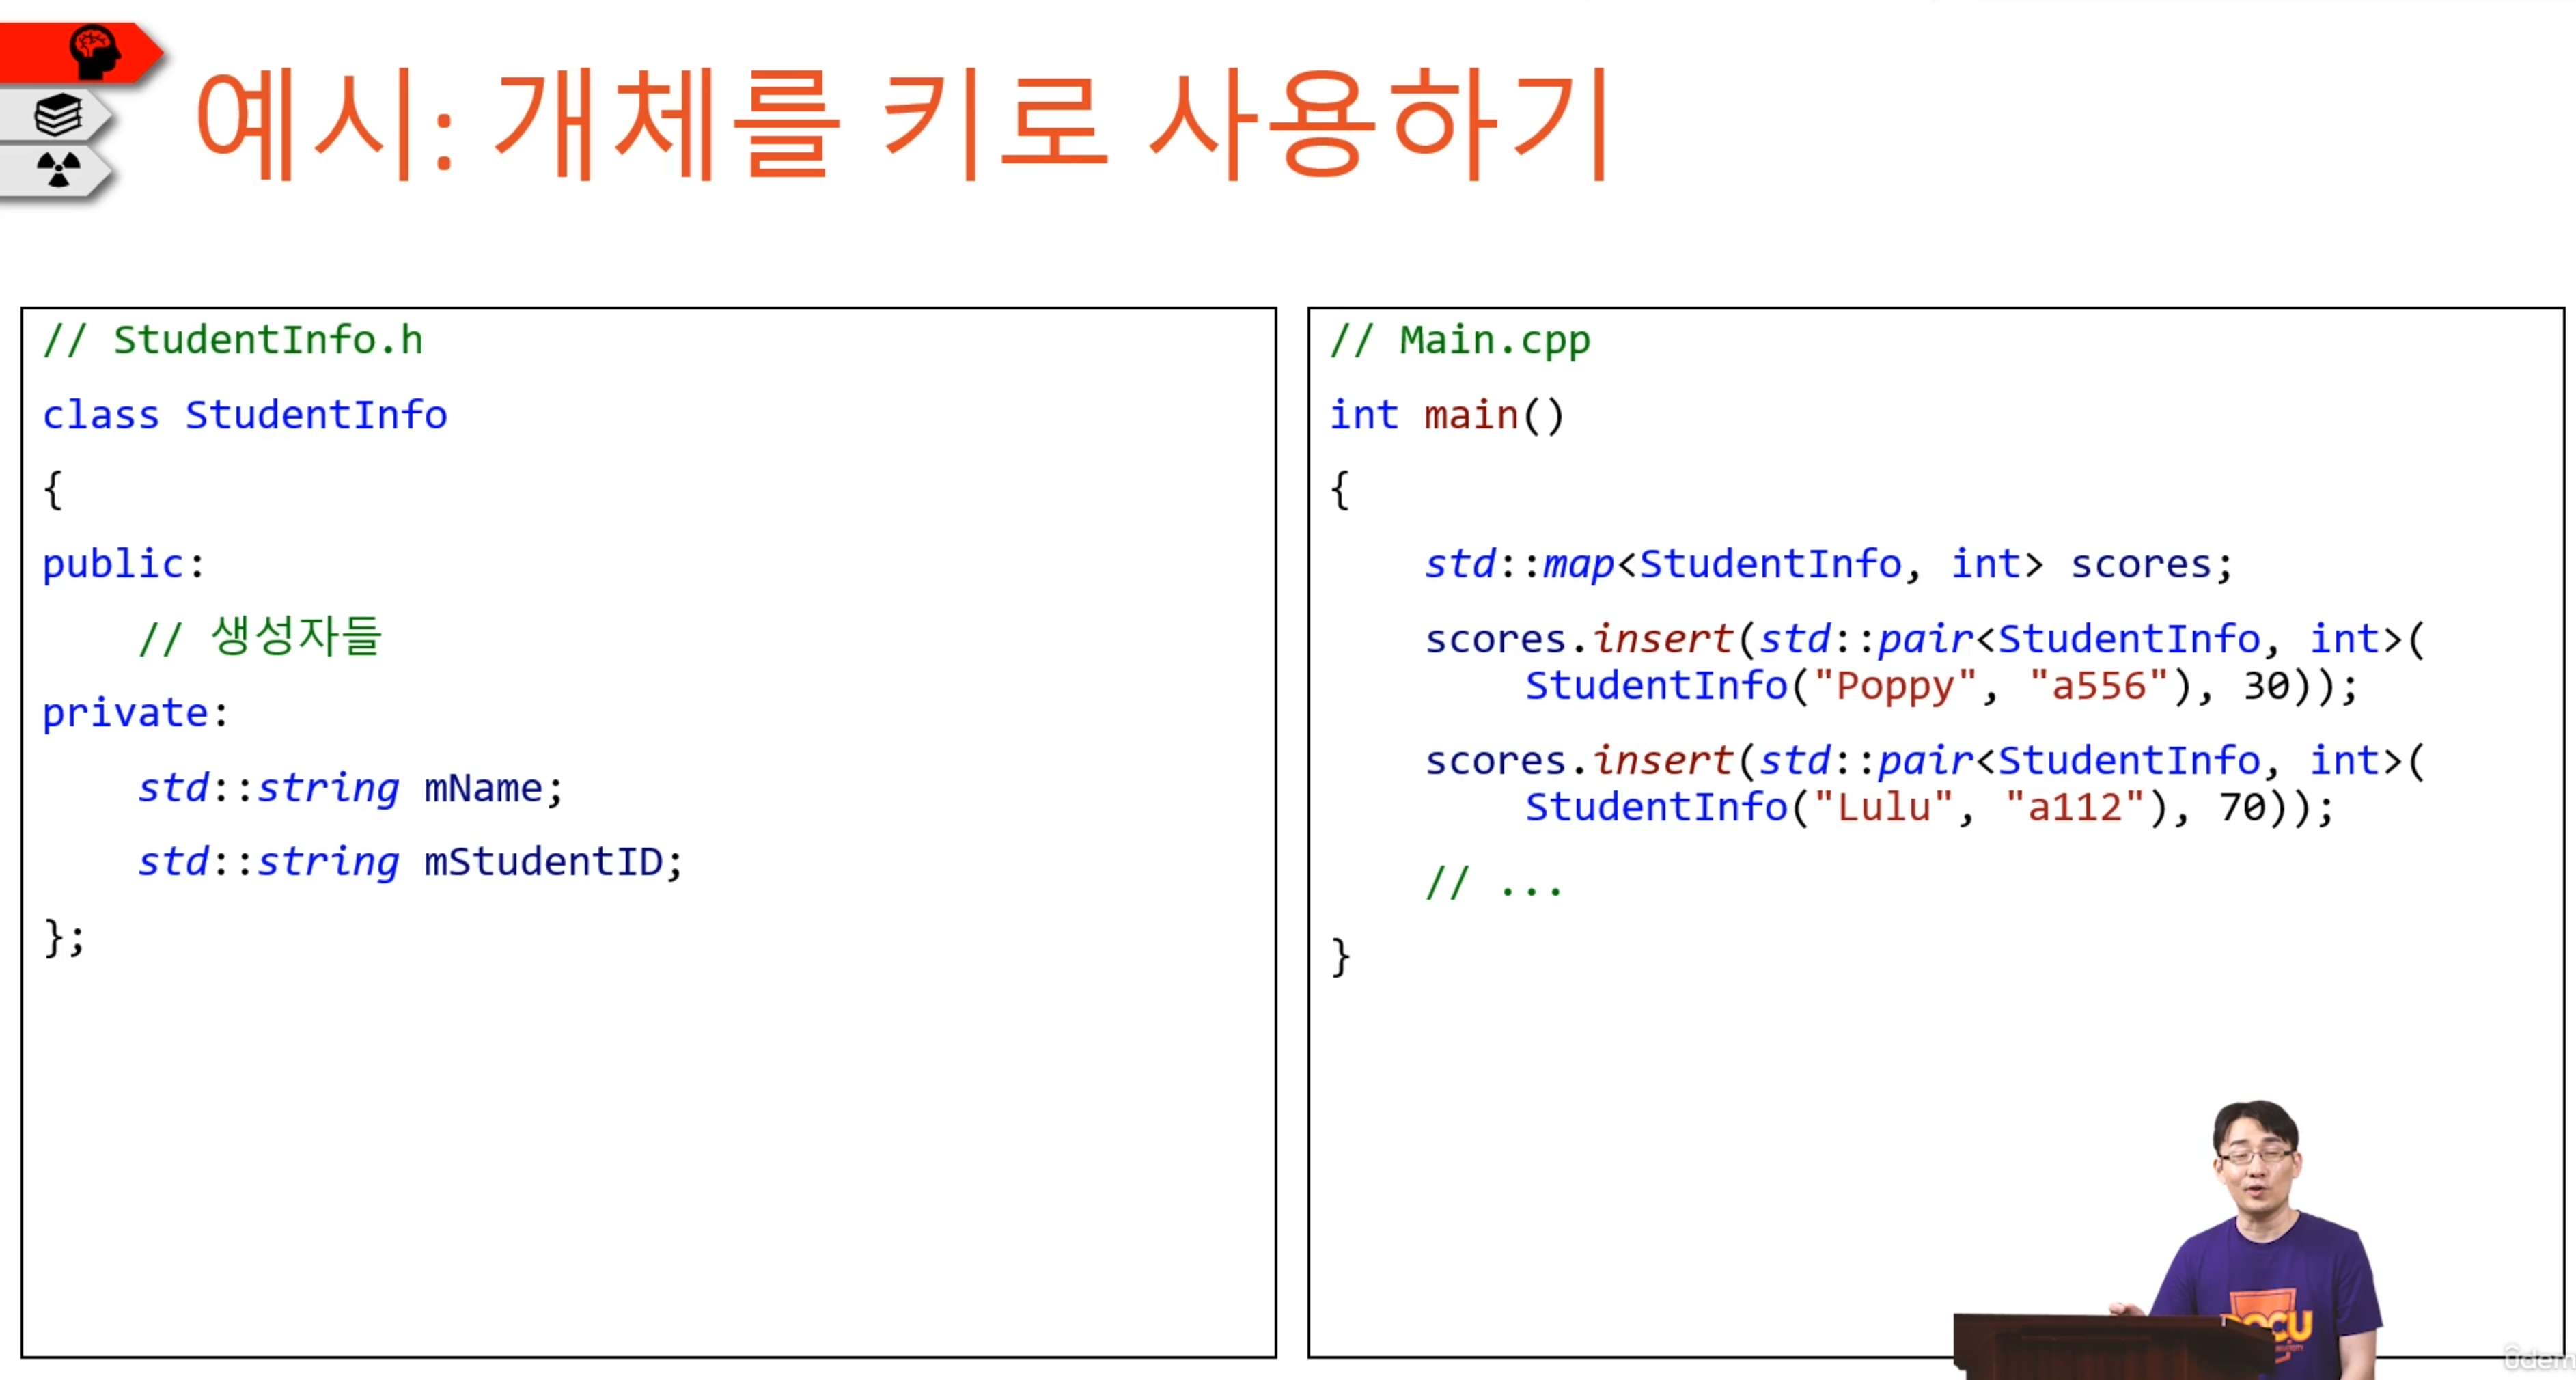 예시: 개체를 키로 사용하기
// StudentInfo.h
class StudentInfo
{
public:
// 생성자들
private:
std::string mName;
std::string mStudentID;
};
// Main.cpp
int main()
{
std::map<StudentInfo, int> scores;
scores.insert(std::pair<StudentInfo, int>(
StudentInfo("Poppy", "a556"), 30));
scores.insert(std::pair<StudentInfo, int>(
StudentInfo("Lulu", "a112"), 70));
// ...
}